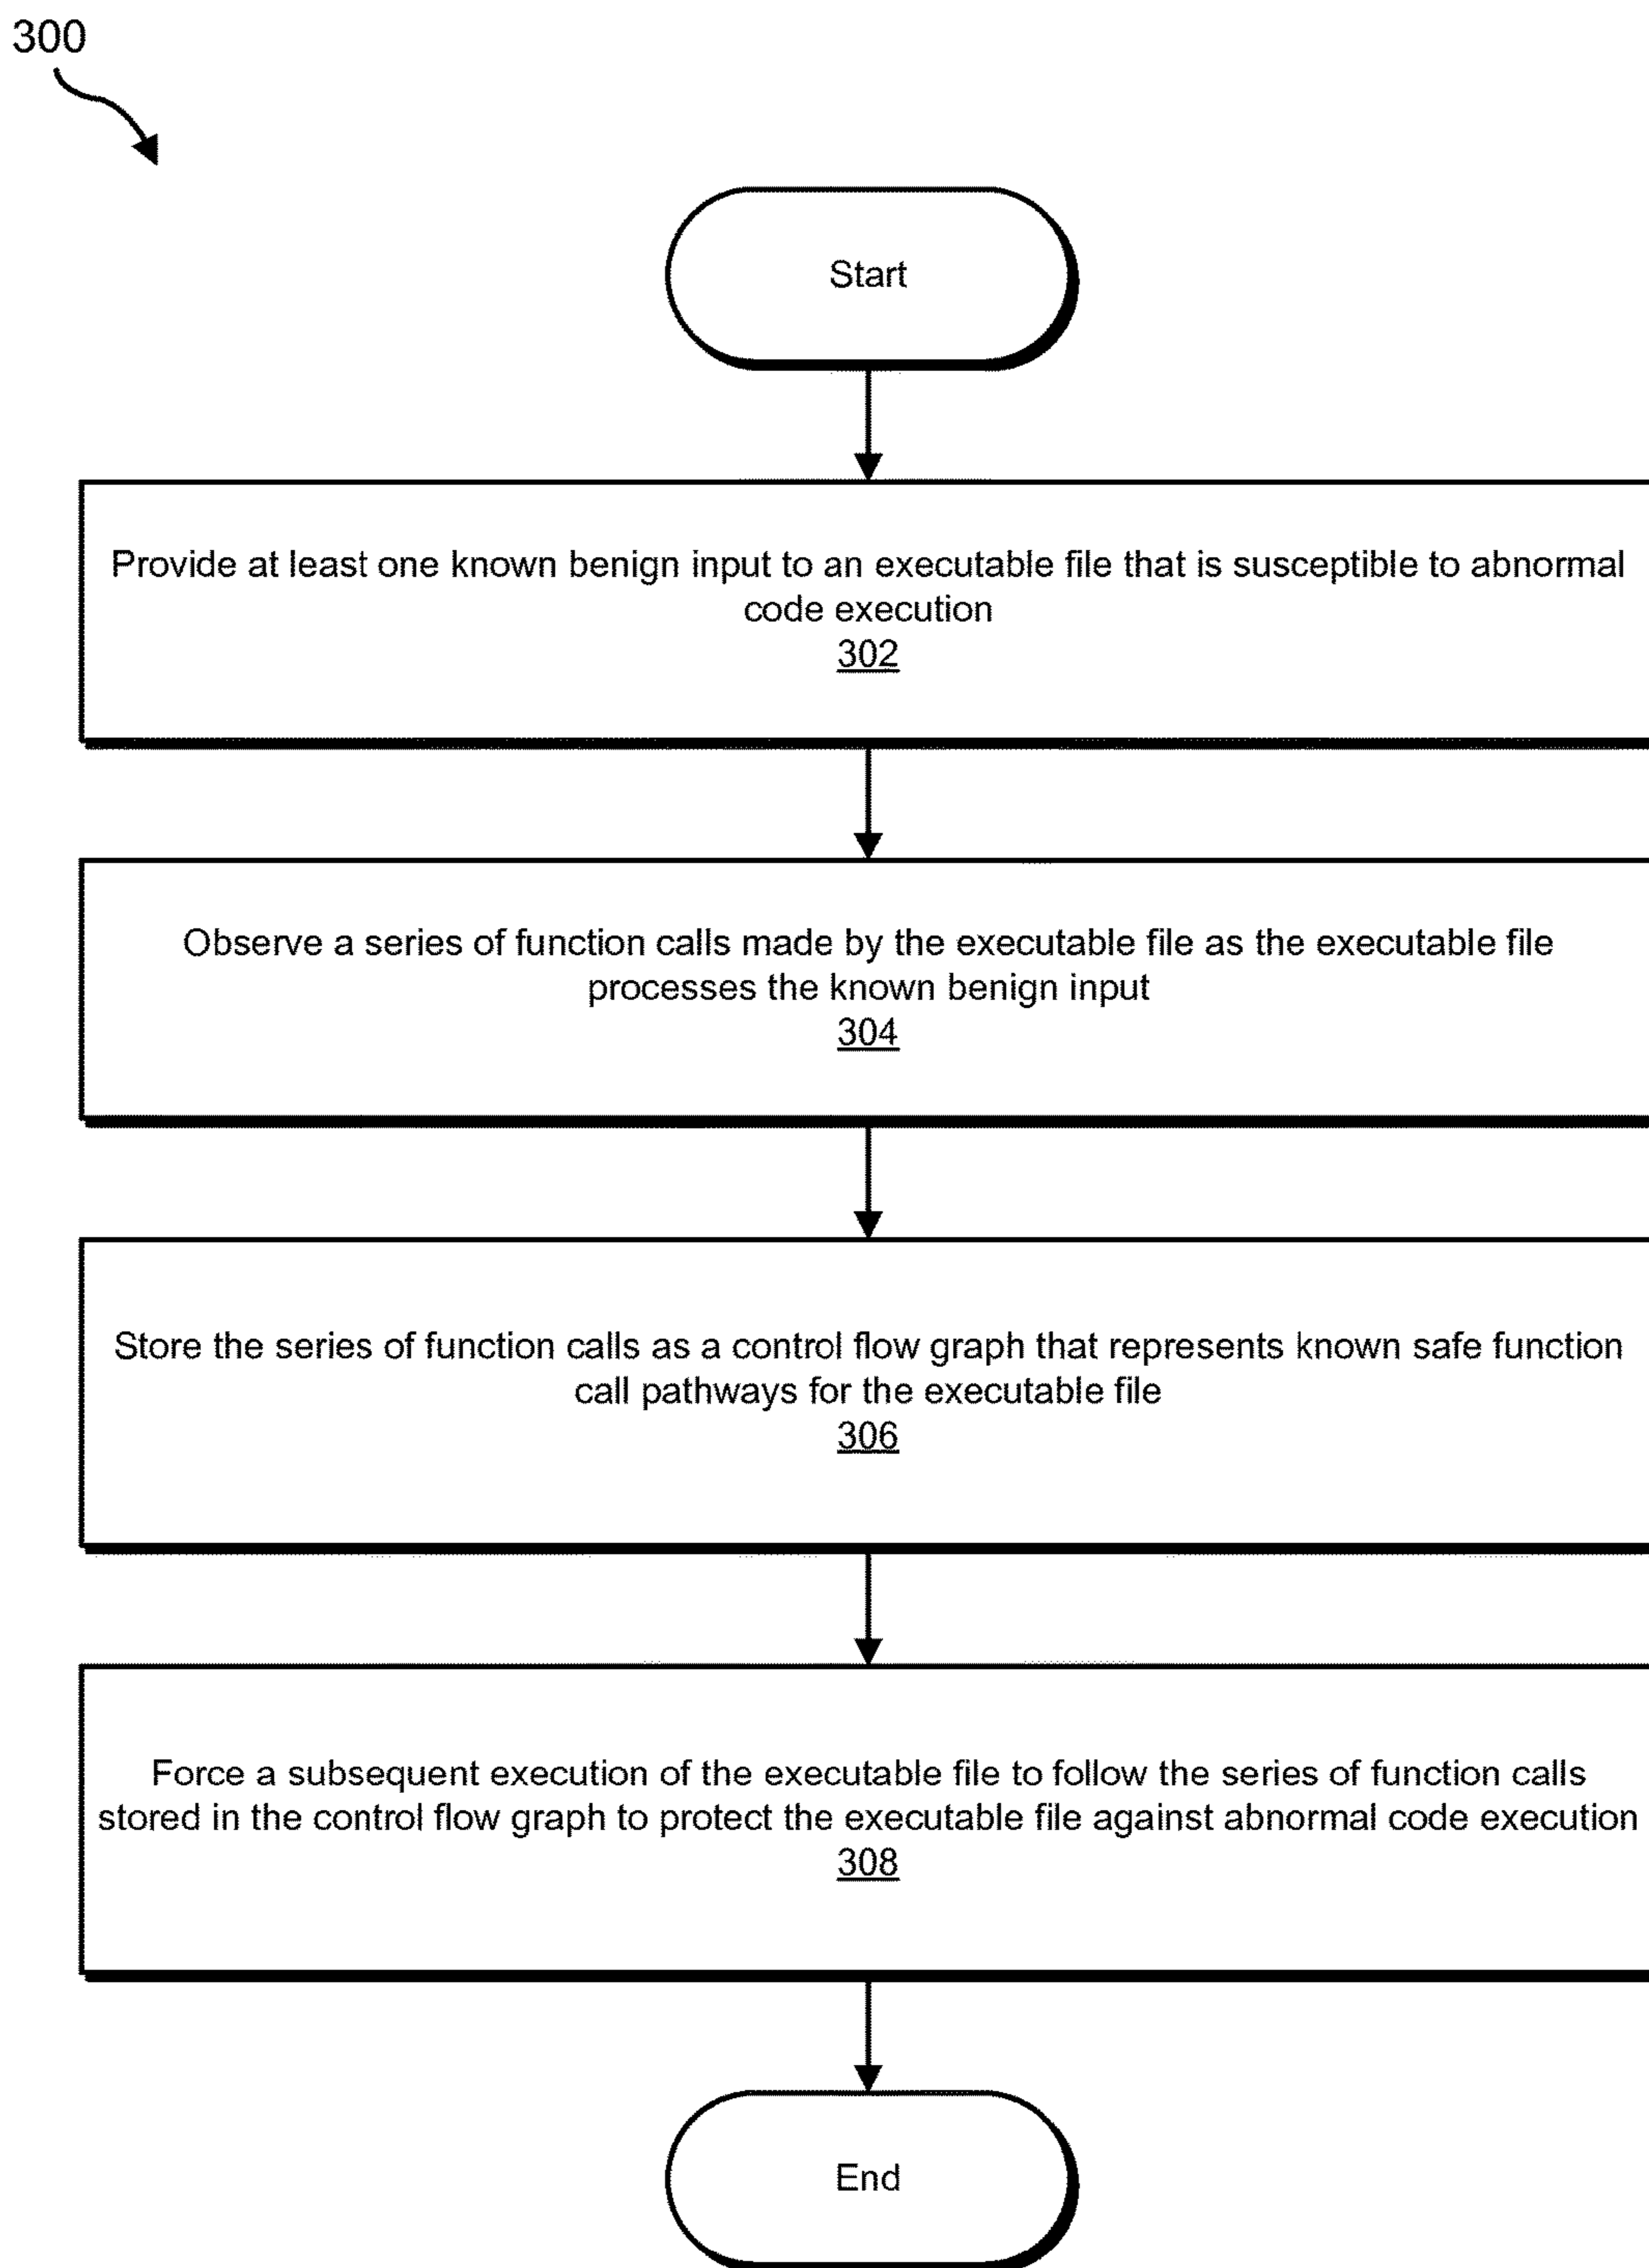 300
Start
Provide at least one known benign input to an executable file that is susceptible to abnormal
code execution
302
Observe a series of function calls made by the executable file as the executable file
processes the known benign input
304
Store the series of function calls as a control flow graph that represents known safe function
call pathways for the executable file
306
Force a subsequent execution of the executable file to follow the series of function calls
stored in the control flow graph to protect the executable file against abnormal code execution
308
End